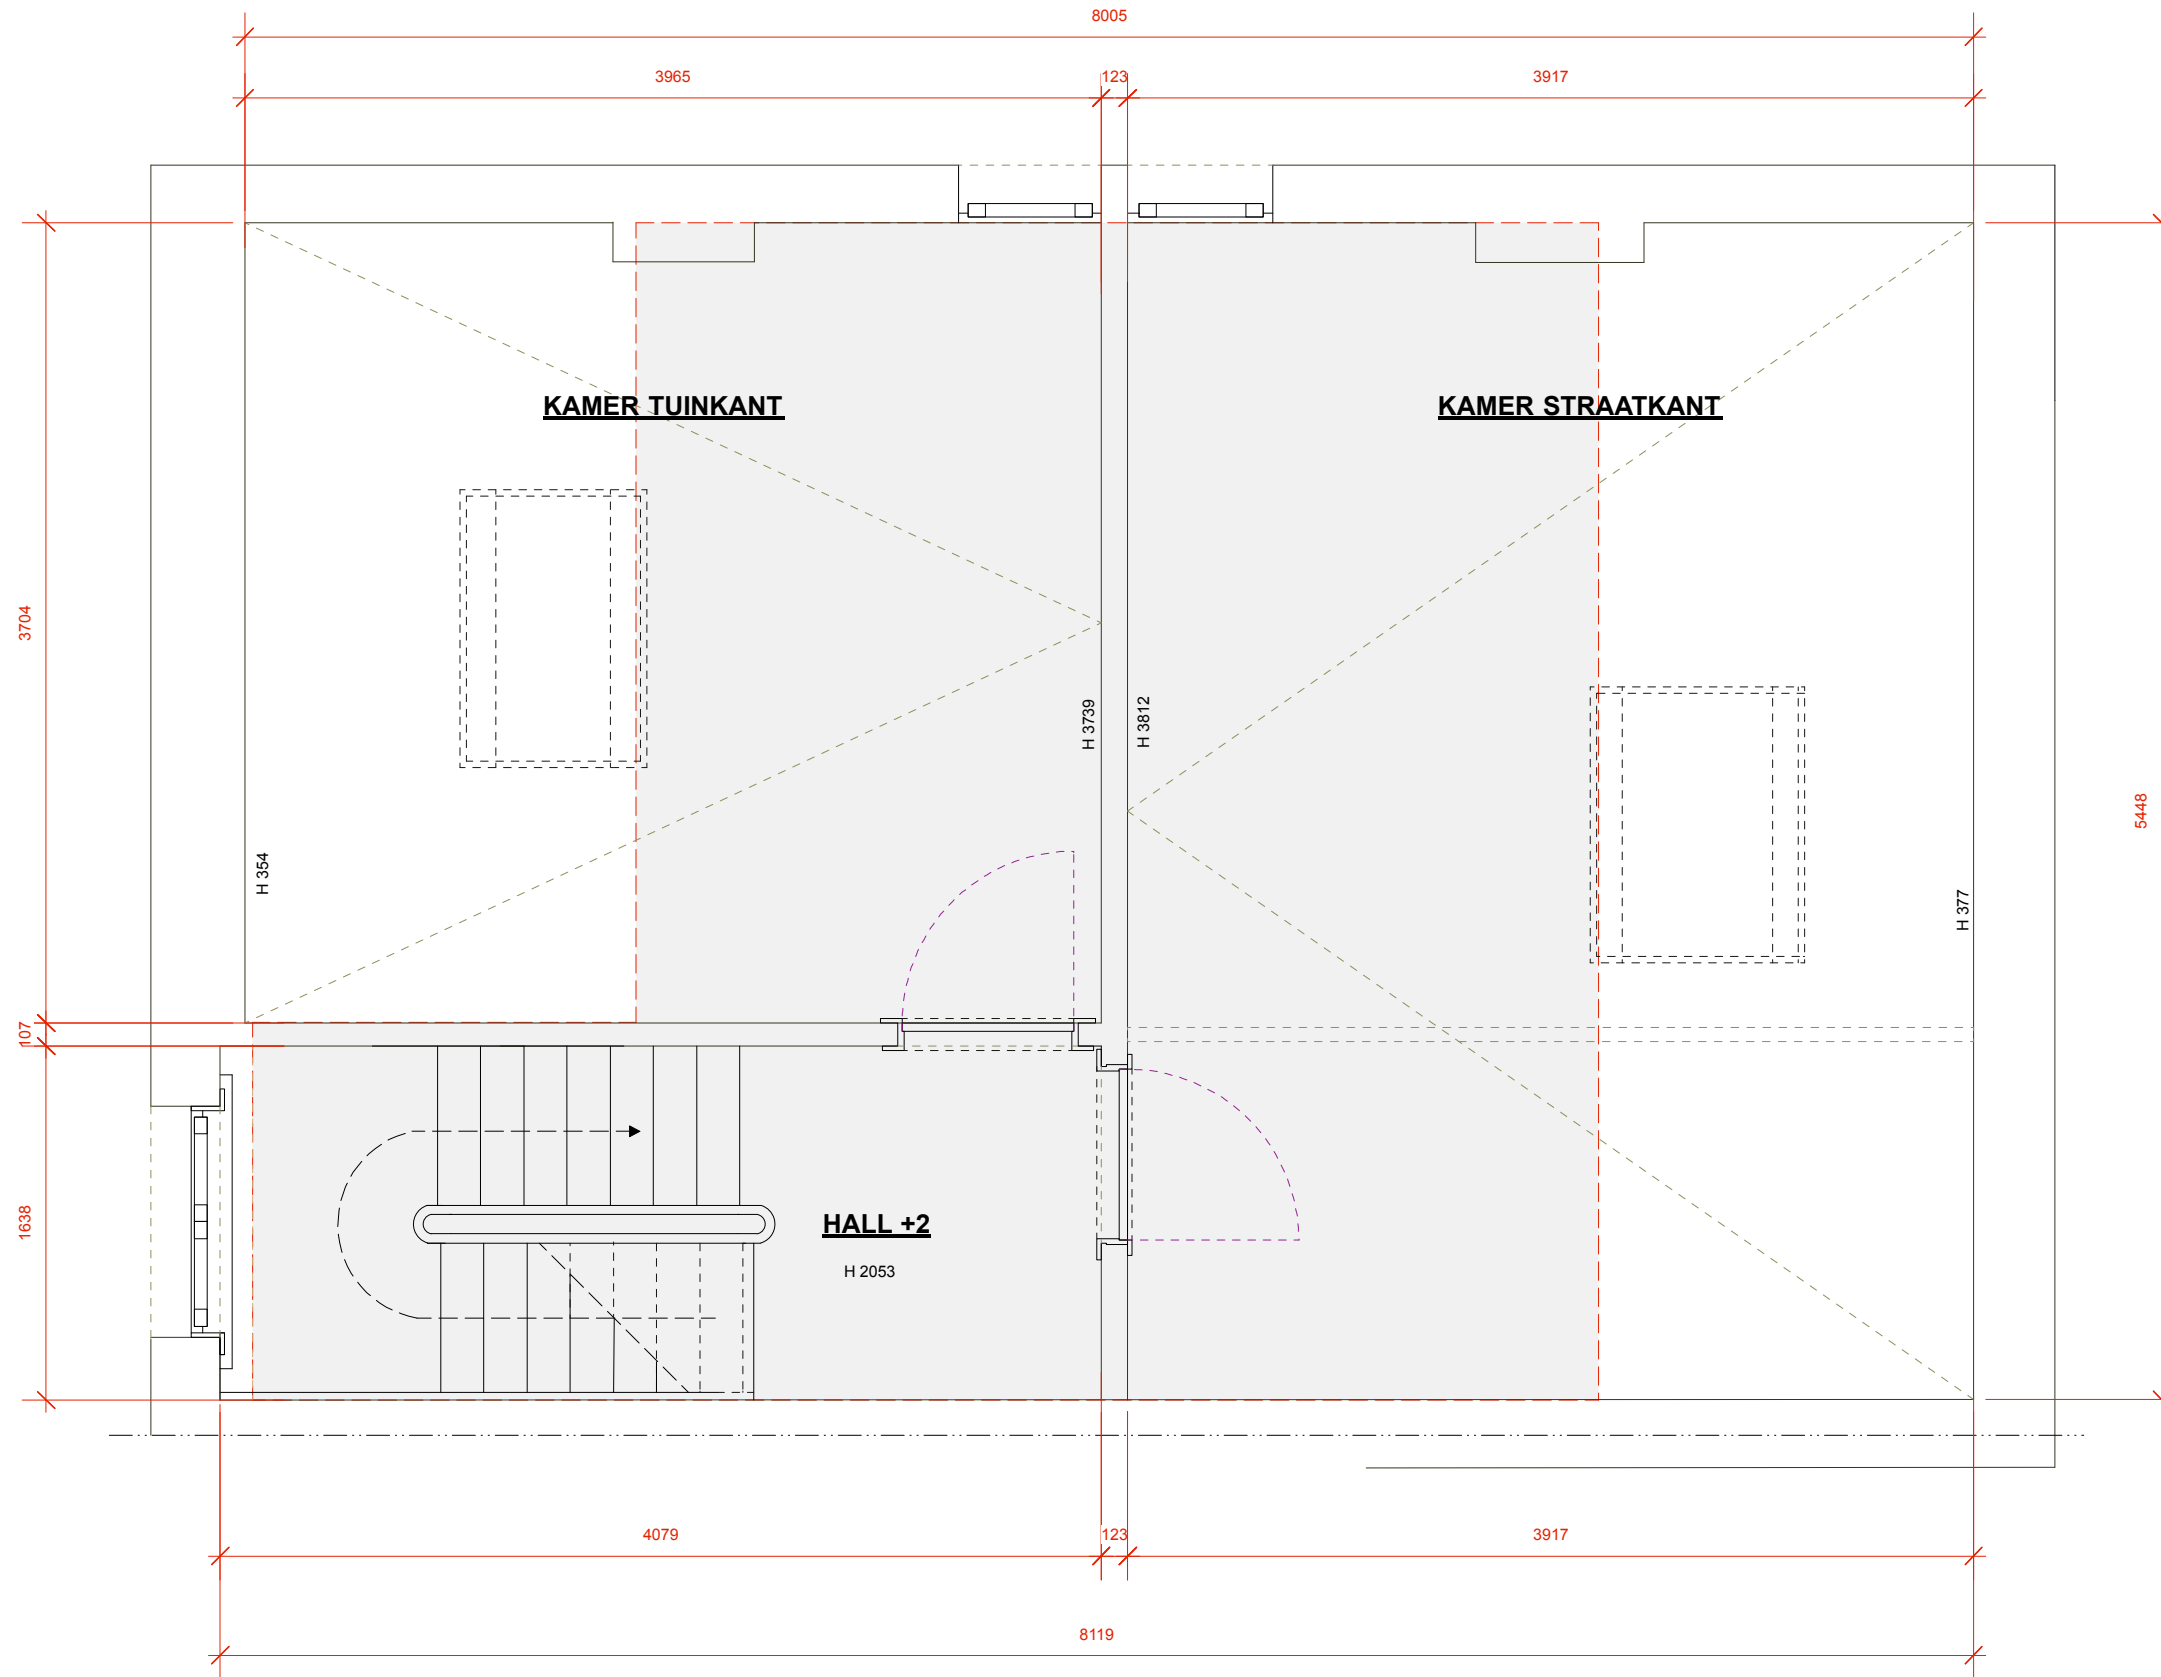 8005
3965
123
3917
KAMER TUINKANT
KAMER STRAATKANT
3704
H 3739
H 3812
5448
H 354
H 377
107
1638
HALL +2
H 2053
4079
123
3917
8119